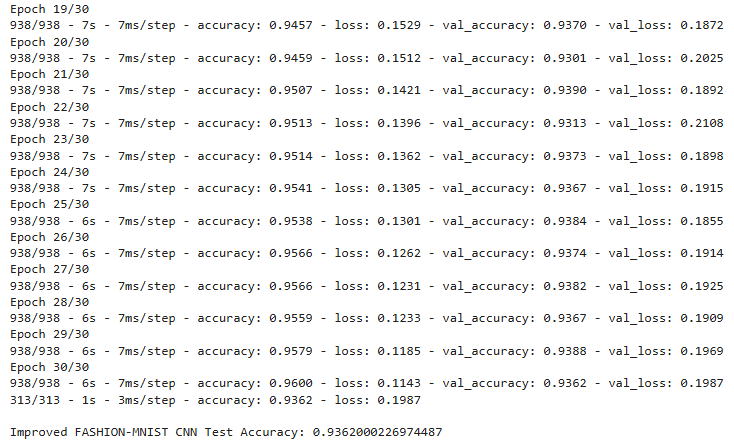 Epoch 19/30
938/938 - 7s - 7ms/step - accuracy: 0.9457 - loss: 0.1529 - val_accuracy: 0.9370 - val_loss: 0.1872
Epoch 20/30
938/938 - 7s - 7ms/step - accuracy: 0.9459 - loss: 0.1512 - val_accuracy: 0.9301 - val_loss: 0.2025
Epoch 21/30
938/938 - 7s - 7ms/step - accuracy: 0.9507 - loss: 0.1421 - val_accuracy: 0.9390 - val_loss: 0.1892
Epoch 22/30
938/938 - 7s - 7ms/step - accuracy: 0.9513 - loss: 0.1396 - val_accuracy: 0.9313 - val_loss: 0.2108
Epoch 23/30
938/938 - 7s - 7ms/step - accuracy: 0.9514 - loss: 0.1362 - val_accuracy: 0.9373 - val_loss: 0.1898
Epoch 24/30
938/938 - 7s - 7ms/step - accuracy: 0.9541 - loss: 0.1305 - val_accuracy: 0.9367 - val_loss: 0.1915
Epoch 25/30
938/938 - 6s - 7ms/step - accuracy: 0.9538 - loss: 0.1301 - val_accuracy: 0.9384 - val_loss: 0.1855
Epoch 26/30
938/938 - 6s - 7ms/step - accuracy: 0.9566 - loss: 0.1262 - val_accuracy: 0.9374 - val_loss: 0.1914
Epoch 27/30
938/938 - 6s - 7ms/step - accuracy: 0.9566 - loss: 0.1231 - val_accuracy: 0.9382 - val_loss: 0.1925
Epoch 28/30
938/938 - 6s - 7ms/step - accuracy: 0.9559 - loss: 0.1233 - val_accuracy: 0.9367 - val_loss: 0.1909
Epoch 29/30
938/938 - 6s - 7ms/step - accuracy: 0.9579 - loss: 0.1185 - val_accuracy: 0.9388 - val_loss: 0.1969
Epoch 30/30
938/938 - 6s - 7ms/step - accuracy: 0.9600 - loss: 0.1143 - val_accuracy: 0.9362 - val_loss: 0.1987
313/313 - 1s - 3ms/step - accuracy: 0.9362 - loss: 0.1987
Improved FASHION-MNIST CNN Test Accuracy: 0.9362000226974487